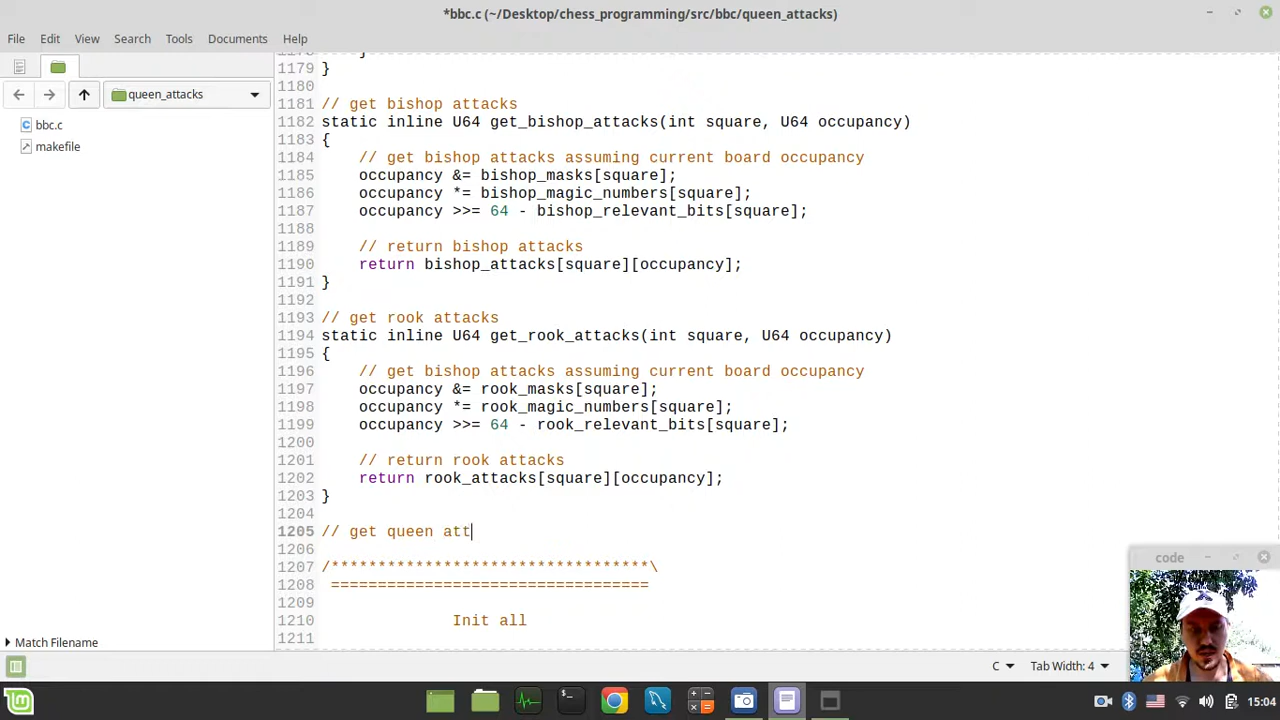 *bbc.c (~/Desktop/chess_programming/src/bbc/queen_attacks)
File Edit View Search Tools Documents Help
queen_attacks
bbc.c
makefile
1179 }
1180
1181 // get bishop attacks
1182 static inline U64 get_bishop_attacks(int square, U64 occupancy)
1183 {
1184     // get bishop attacks assuming current board occupancy
1185     occupancy &= bishop_masks[square];
1186     occupancy *= bishop_magic_numbers[square];
1187     occupancy >>= 64 - bishop_relevant_bits[square];
1188
1189     // return bishop attacks
1190     return bishop_attacks[square][occupancy];
1191 }
1192
1193 // get rook attacks
1194 static inline U64 get_rook_attacks(int square, U64 occupancy)
1195 {
1196     // get bishop attacks assuming current board occupancy
1197     occupancy &= rook_masks[square];
1198     occupancy *= rook_magic_numbers[square];
1199     occupancy >>= 64 - rook_relevant_bits[square];
1200
1201     // return rook attacks
1202     return rook_attacks[square][occupancy];
1203 }
1204
1205 // get queen att
1206
1207 /**********************************\
1208  ==================================
1209
1210               Init all
1211
code
Match Filename
C Tab Width: 4
15:04